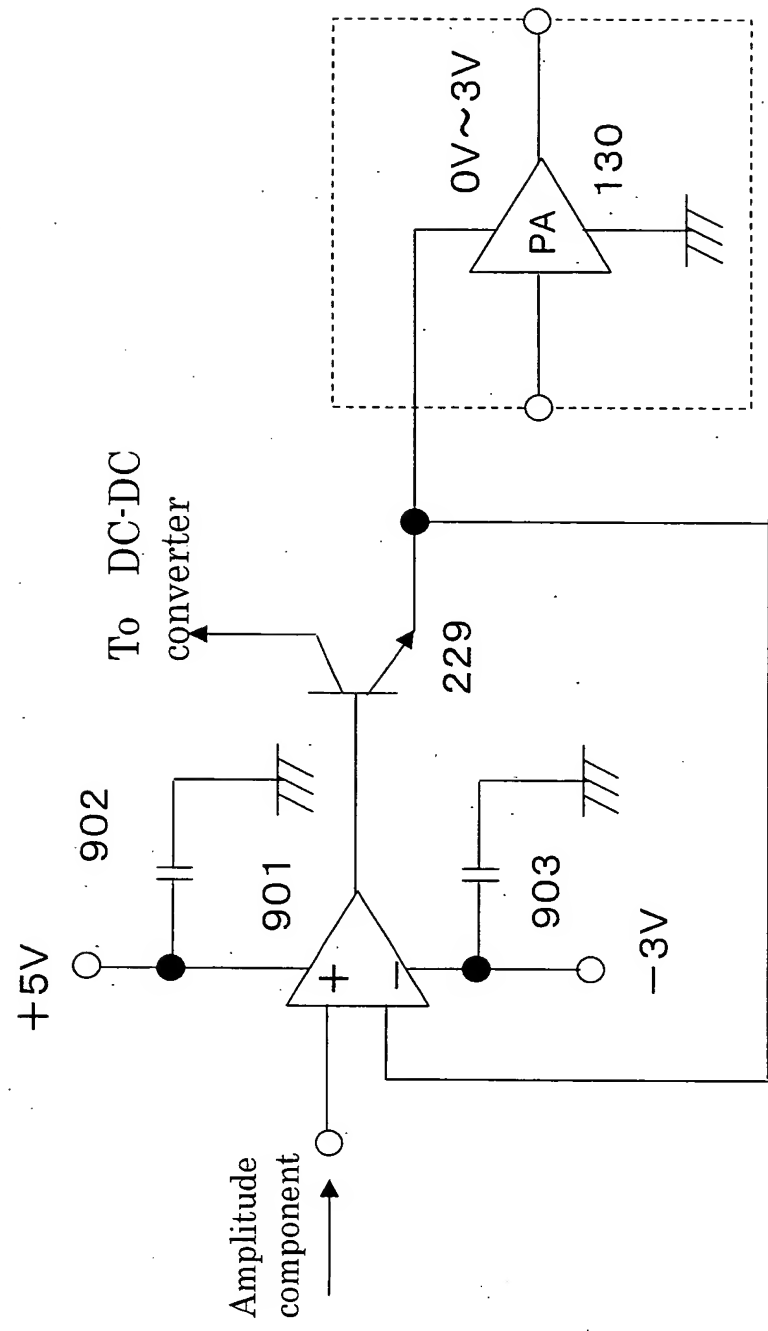 Amplitude
component
+5V
902
901
+
−
903
−3V
To DC-DC
converter
229
0V~3V
PA
130